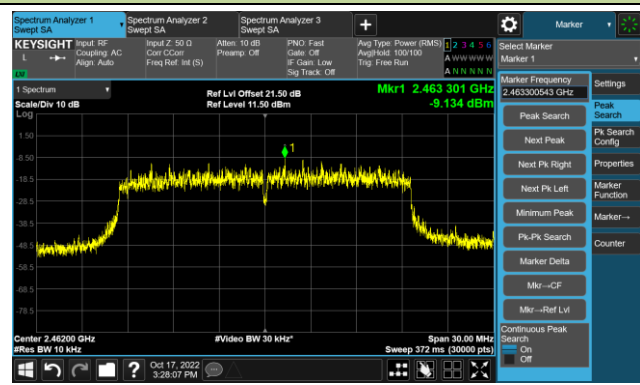 Spectrum Analyzer 1
Swept SA
Spectrum Analyzer 2
Swept SA
Spectrum Analyzer 3
Swept SA
+
Marker
KEYSIGHT
L
Input: RF
Coupling: AC
Align: Auto
Input Z: 50 Ω
Corr CCorr
Freq Ref: Int (S)
Atten: 10 dB
Preamp: Off
PNO: Fast
Gate: Off
IF Gain: Low
Sig Track: Off
Avg Type: Power (RMS)
Avg|Hold: 100/100
Trig: Free Run
1 2 3 4 5 6
A W W W W W
A N N N N N
Select Marker
Marker 1
1 Spectrum
Scale/Div 10 dB
Log
Ref Lvl Offset 21.50 dB
Ref Level 11.50 dBm
Mkr1 2.463 301 GHz
-9.134 dBm
1
1.50
-8.50
-18.5
-28.5
-38.5
-48.5
-58.5
-68.5
-78.5
Center 2.46200 GHz
#Res BW 10 kHz
#Video BW 30 kHz*
Span 30.00 MHz
Sweep 372 ms (30000 pts)
Marker Frequency
2.463300543 GHz
Peak Search
Next Peak
Next Pk Right
Next Pk Left
Minimum Peak
Pk-Pk Search
Marker Delta
Mkr→CF
Mkr→Ref Lvl
Continuous Peak
Search
On
Off
Settings
Peak
Search
Pk Search
Config
Properties
Marker
Function
Marker→
Counter
?
Oct 17, 2022
3:28:07 PM